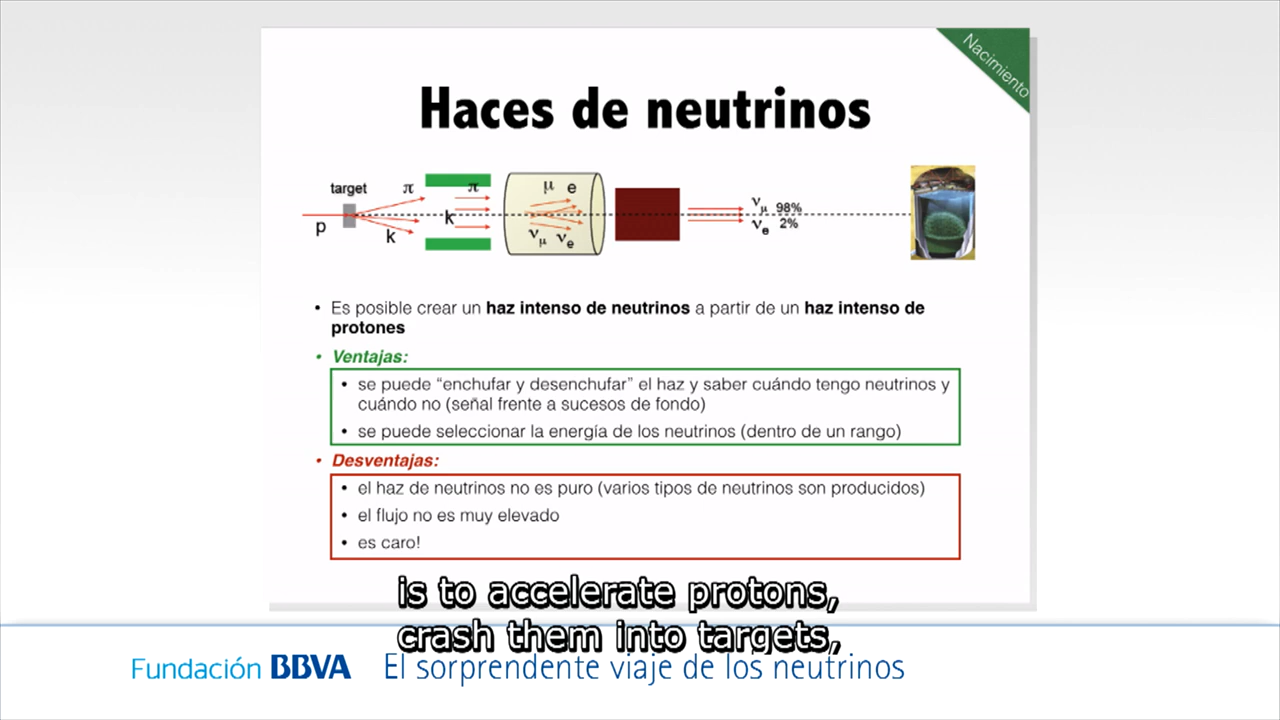 Nacimiento
Haces de neutrinos
target
π
π
μ e
p
k
k
νμ νe
νμ 98%
νe 2%
• Es posible crear un haz intenso de neutrinos a partir de un haz intenso de
protones
• Ventajas:
• se puede “enchufar y desenchufar” el haz y saber cuándo tengo neutrinos y
cuándo no (señal frente a sucesos de fondo)
• se puede seleccionar la energía de los neutrinos (dentro de un rango)
• Desventajas:
• el haz de neutrinos no es puro (varios tipos de neutrinos son producidos)
• el flujo no es muy elevado
• es caro!
is to accelerate protons,
crash them into targets,
Fundación BBVA El sorprendente viaje de los neutrinos